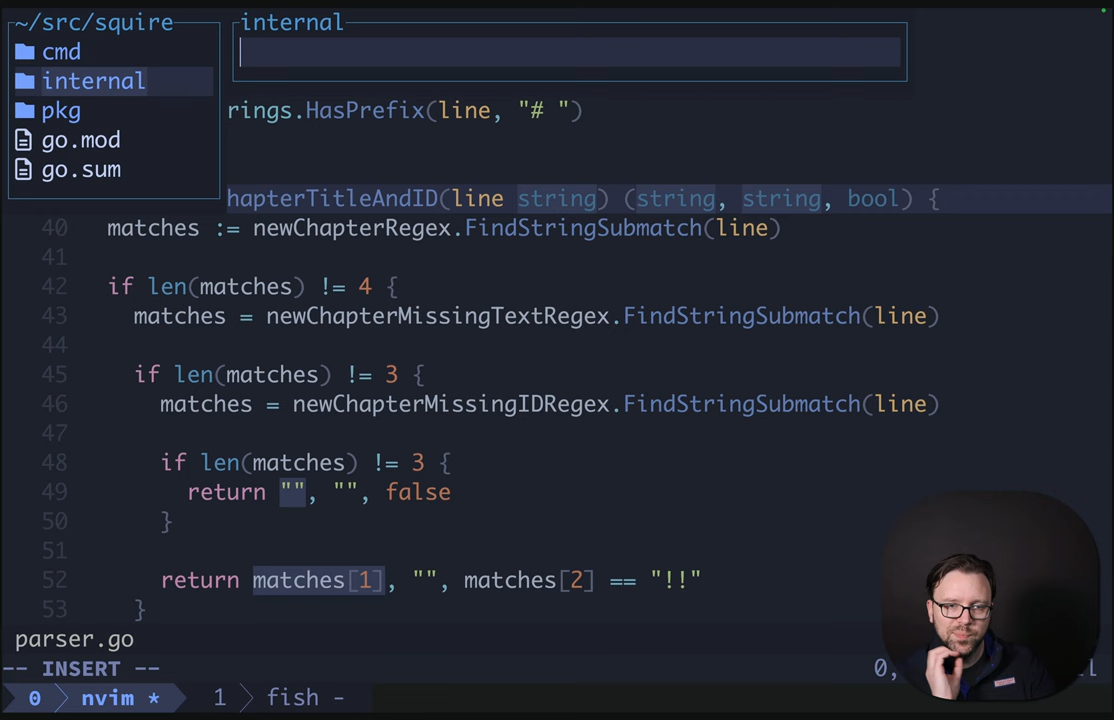 ~/src/squire
cmd
internal
pkg
go.mod
go.sum
internal
rings.HasPrefix(line, "# ")
hapterTitleAndID(line string) (string, string, bool) {
40 matches := newChapterRegex.FindStringSubmatch(line)
41
42 if len(matches) != 4 {
43 matches = newChapterMissingTextRegex.FindStringSubmatch(line)
44
45 if len(matches) != 3 {
46 matches = newChapterMissingIDRegex.FindStringSubmatch(line)
47
48 if len(matches) != 3 {
49 return "", "", false
50 }
51
52 return matches[1], "", matches[2] == "!!"
53 }
parser.go
-- INSERT -- 0,
0 nvim * 1 fish -